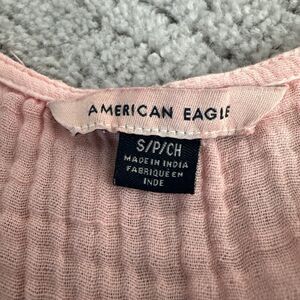 AMERICAN EAGLE
S/P/CH
MADE IN INDIA
FABRIQUÉ EN
INDE